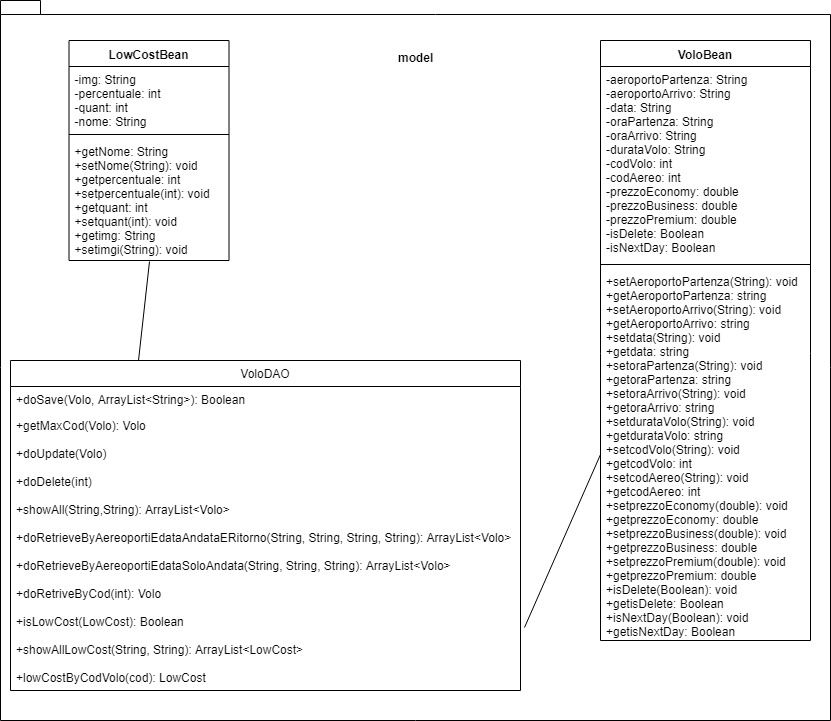 model
LowCostBean
-img: String
-percentuale: int
-quant: int
-nome: String
+getNome: String
+setNome(String): void
+getpercentuale: int
+setpercentuale(int): void
+getquant: int
+setquant(int): void
+getimg: String
+setimgi(String): void
VoloBean
-aeroportoPartenza: String
-aeroportoArrivo: String
-data: String
-oraPartenza: String
-oraArrivo: String
-durataVolo: String
-codVolo: int
-codAereo: int
-prezzoEconomy: double
-prezzoBusiness: double
-prezzoPremium: double
-isDelete: Boolean
-isNextDay: Boolean
+setAeroportoPartenza(String): void
+getAeroportoPartenza: string
+setAeroportoArrivo(String): void
+getAeroportoArrivo: string
+setdata(String): void
+getdata: string
+setoraPartenza(String): void
+getoraPartenza: string
+setoraArrivo(String): void
+getoraArrivo: string
+setdurataVolo(String): void
+getdurataVolo: string
+setcodVolo(String): void
+getcodVolo: int
+setcodAereo(String): void
+getcodAereo: int
+setprezzoEconomy(double): void
+getprezzoEconomy: double
+setprezzoBusiness(double): void
+getprezzoBusiness: double
+setprezzoPremium(double): void
+getprezzoPremium: double
+isDelete(Boolean): void
+getisDelete: Boolean
+isNextDay(Boolean): void
+getisNextDay: Boolean
VoloDAO
+doSave(Volo, ArrayList<String>): Boolean
+getMaxCod(Volo): Volo
+doUpdate(Volo)
+doDelete(int)
+showAll(String,String): ArrayList<Volo>
+doRetrieveByAereoportiEdataAndataERitorno(String, String, String, String): ArrayList<Volo>
+doRetrieveByAereoportiEdataSoloAndata(String, String, String): ArrayList<Volo>
+doRetriveByCod(int): Volo
+isLowCost(LowCost): Boolean
+showAllLowCost(String, String): ArrayList<LowCost>
+lowCostByCodVolo(cod): LowCost